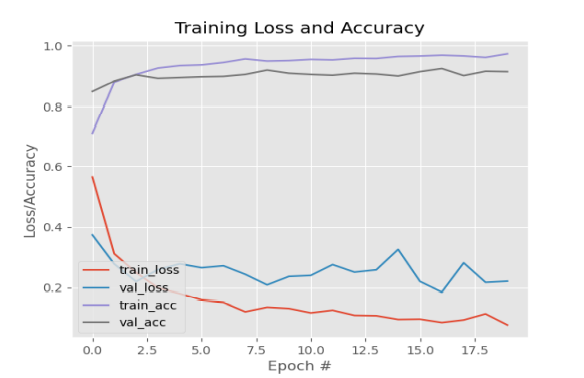 Training Loss and Accuracy
1.0
0.8
0.6
0.4
0.2
Loss/Accuracy
train_loss
val_loss
train_acc
val_acc
0.0 2.5 5.0 7.5 10.0 12.5 15.0 17.5
Epoch #